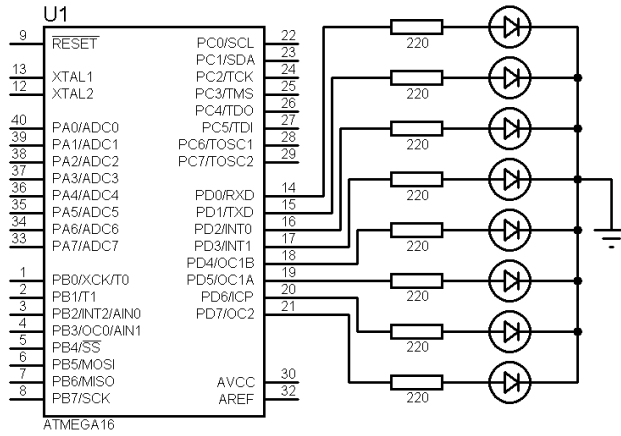 U1
9 RESET
13 XTAL1
12 XTAL2
40 PA0/ADC0
39 PA1/ADC1
38 PA2/ADC2
37 PA3/ADC3
36 PA4/ADC4
35 PA5/ADC5
34 PA6/ADC6
33 PA7/ADC7
1 PB0/XCK/T0
2 PB1/T1
3 PB2/INT2/AIN0
4 PB3/OC0/AIN1
5 PB4/SS
6 PB5/MOSI
7 PB6/MISO
8 PB7/SCK
PC0/SCL 22
PC1/SDA 23
PC2/TCK 24
PC3/TMS 25
PC4/TDO 26
PC5/TDI 27
PC6/TOSC1 28
PC7/TOSC2 29
PD0/RXD 14
PD1/TXD 15
PD2/INT0 16
PD3/INT1 17
PD4/OC1B 18
PD5/OC1A 19
PD6/ICP 20
PD7/OC2 21
AVCC 30
AREF 32
ATMEGA16
220
220
220
220
220
220
220
220